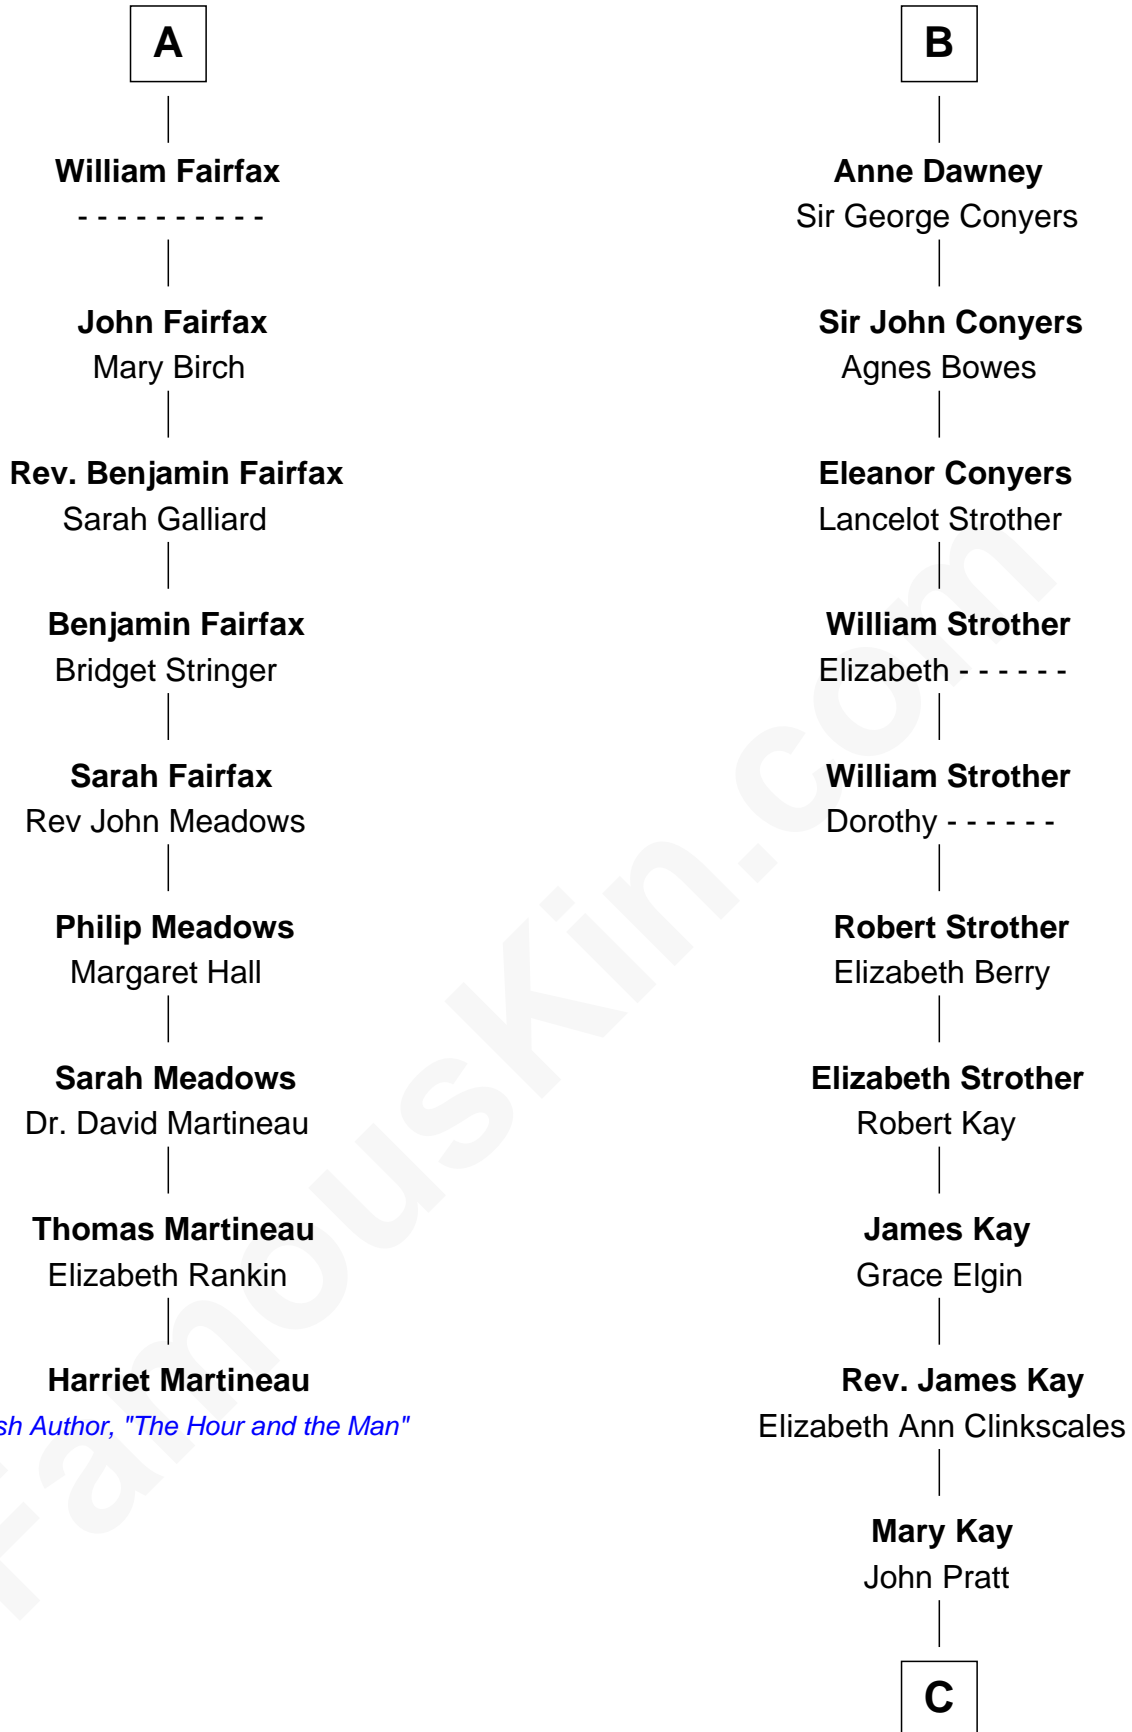 A
William Fairfax
- - - - - - - - - -
John Fairfax
Mary Birch
Rev. Benjamin Fairfax
Sarah Galliard
Benjamin Fairfax
Bridget Stringer
Sarah Fairfax
Rev John Meadows
Philip Meadows
Margaret Hall
Sarah Meadows
Dr. David Martineau
Thomas Martineau
Elizabeth Rankin
Harriet Martineau
Author, "The Hour and the Man"
B
Anne Dawney
Sir George Conyers
Sir John Conyers
Agnes Bowes
Eleanor Conyers
Lancelot Strother
William Strother
Elizabeth - - - - - -
William Strother
Dorothy - - - - - -
Robert Strother
Elizabeth Berry
Elizabeth Strother
Robert Kay
James Kay
Grace Elgin
Rev. James Kay
Elizabeth Ann Clinkscales
Mary Kay
John Pratt
C
FamousKin.com